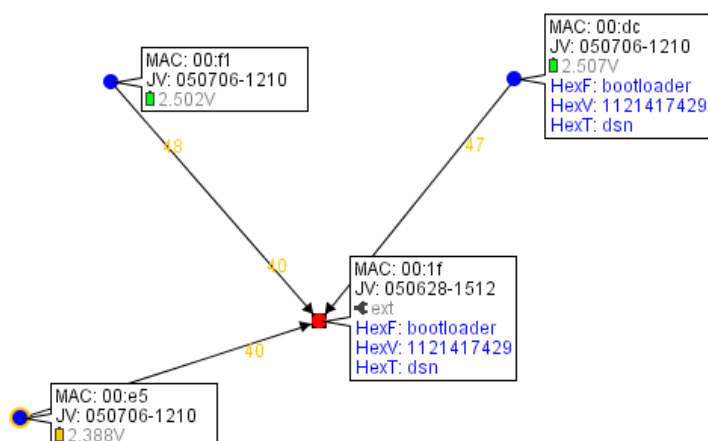 MAC: 00:f1
JV: 050706-1210
2.502V
MAC: 00:dc
JV: 050706-1210
2.507V
HexF: bootloader
HexV: 1121417429
HexT: dsn
48
47
40
MAC: 00:1f
JV: 050628-1512
ext
HexF: bootloader
HexV: 1121417429
HexT: dsn
40
MAC: 00:e5
JV: 050706-1210
2.388V